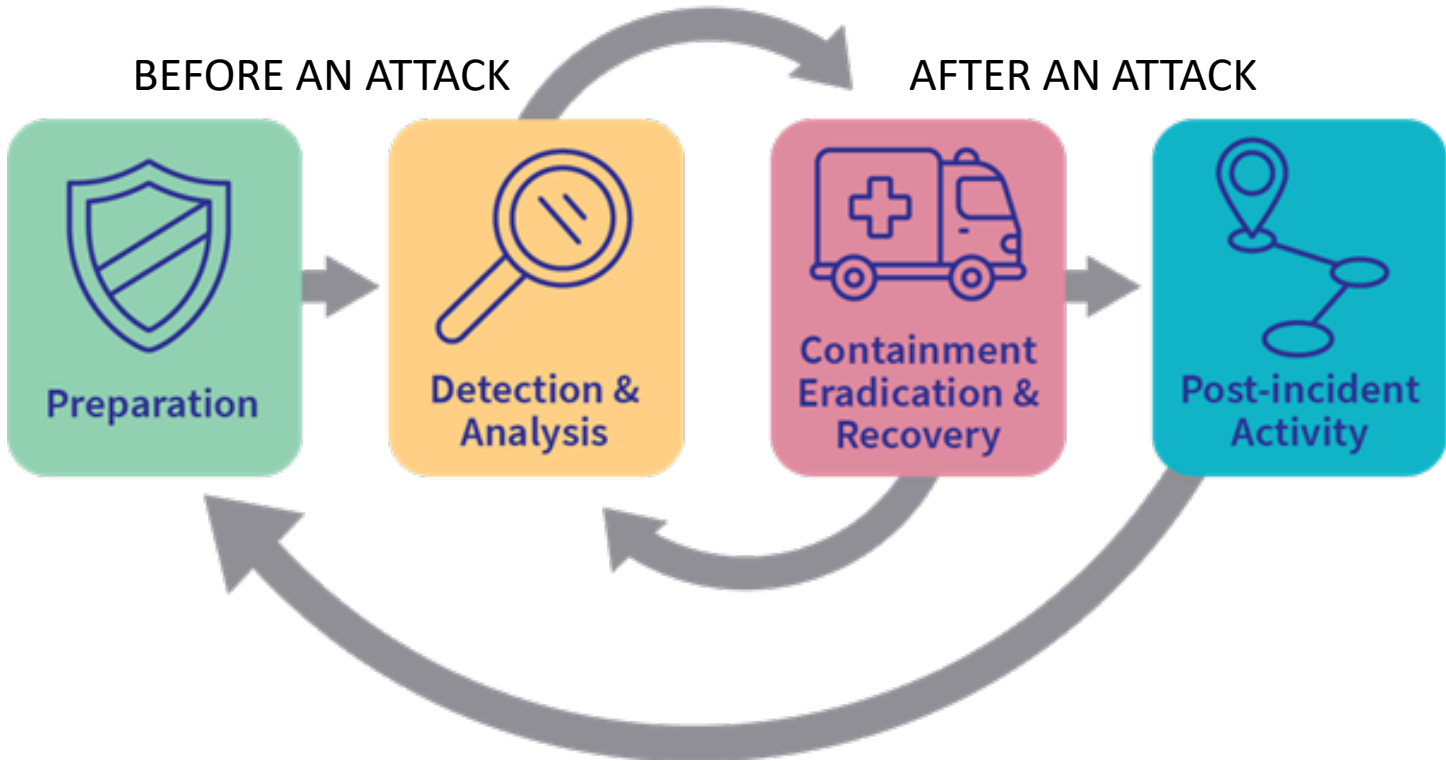 BEFORE AN ATTACK
AFTER AN ATTACK
Preparation
Detection &
Analysis
Containment
Eradication &
Recovery
Post-incident
Activity